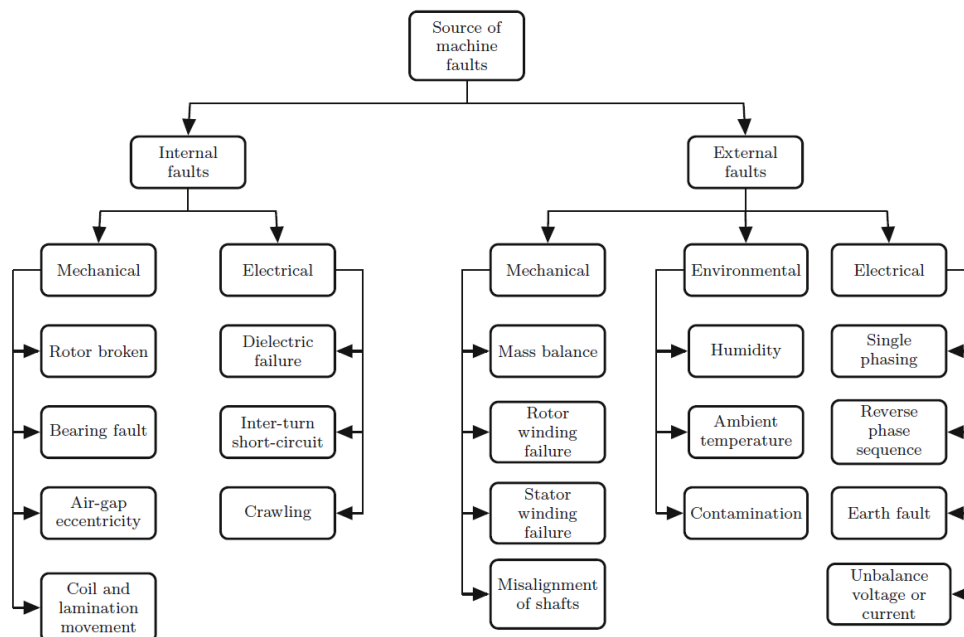 Source of
machine
faults
Internal
faults
External
faults
Mechanical
Electrical
Mechanical
Environmental
Electrical
Rotor broken
Dielectric
failure
Mass balance
Humidity
Single
phasing
Bearing fault
Inter-turn
short-circuit
Rotor
winding
failure
Ambient
temperature
Reverse
phase
sequence
Air-gap
eccentricity
Crawling
Stator
winding
failure
Contamination
Earth fault
Coil and
lamination
movement
Misalignment
of shafts
Unbalance
voltage or
current